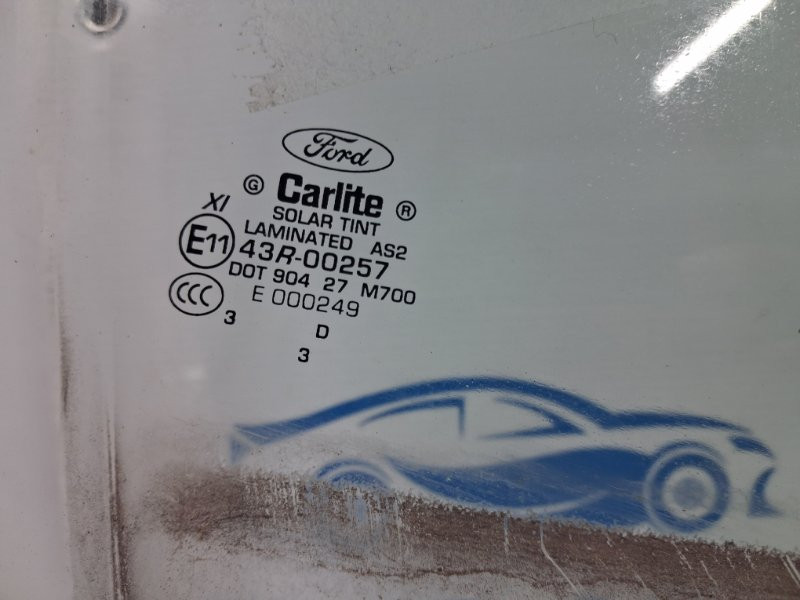 Ford
G Carlite R
SOLAR TINT
XI LAMINATED AS2
E11 43R-00257
DOT 904 27 M700
CCC E 000249
3 D
3